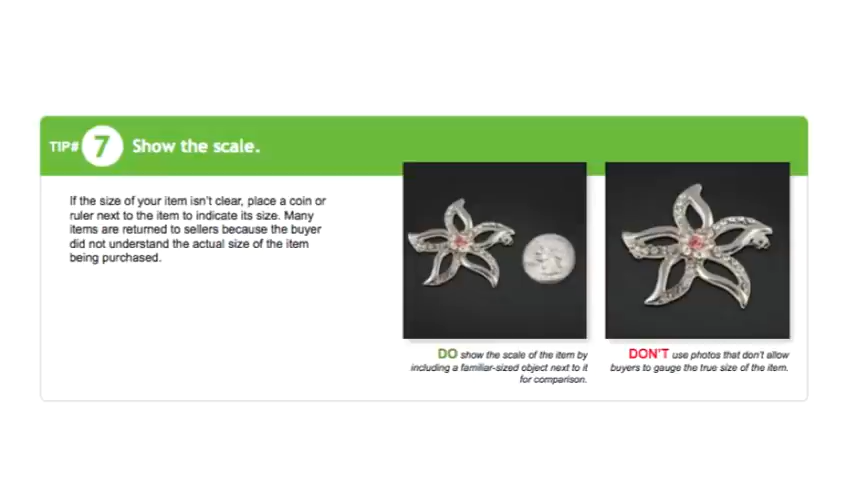 TIP# 7 Show the scale.
If the size of your item isn't clear, place a coin or
ruler next to the item to indicate its size. Many
items are returned to sellers because the buyer
did not understand the actual size of the item
being purchased.
DO show the scale of the item by
including a familiar-sized object next to it
for comparison.
DON'T use photos that don't allow
buyers to gauge the true size of the item.